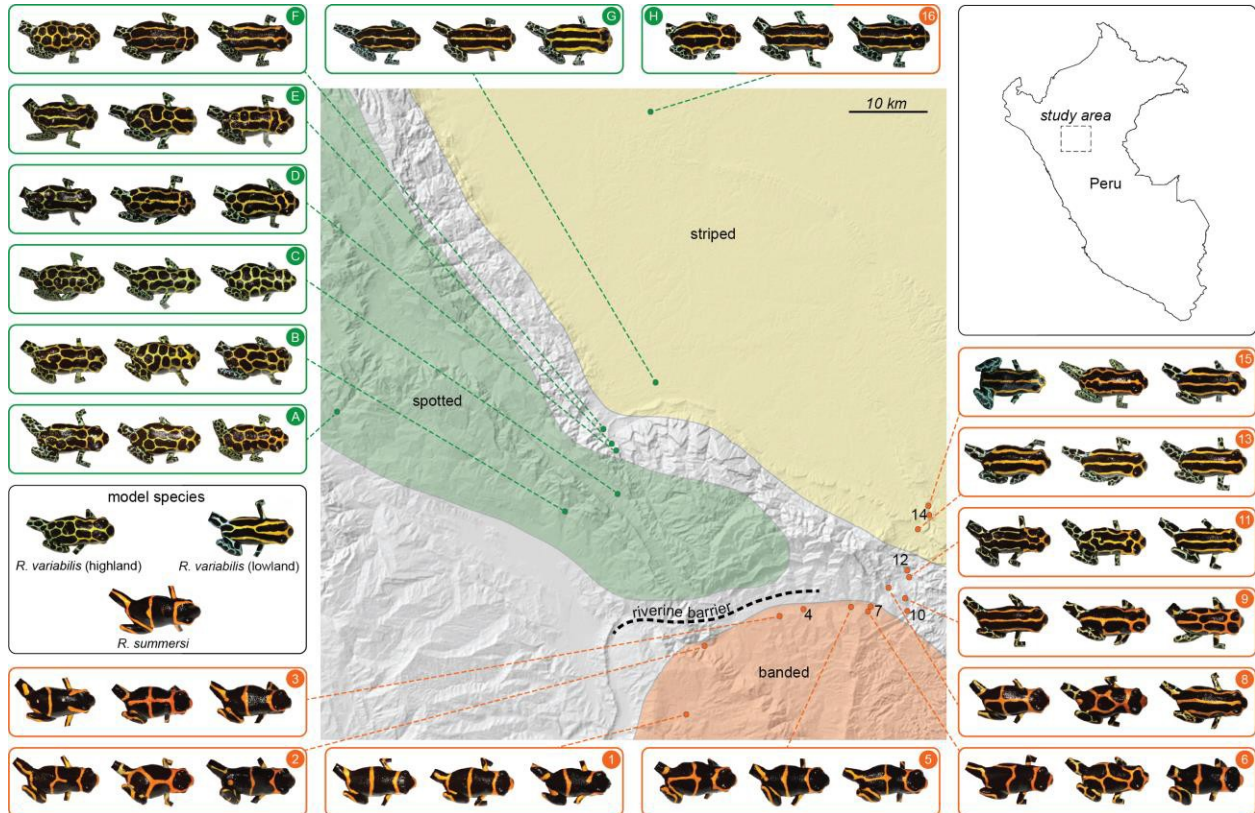 F
G
H
16
E
D
C
B
A
10 km
study area
Peru
striped
spotted
model species
R. variabilis (highland)
R. variabilis (lowland)
R. summersi
riverine barrier
banded
4
7
10
12
14
15
13
11
9
8
3
2
1
5
6